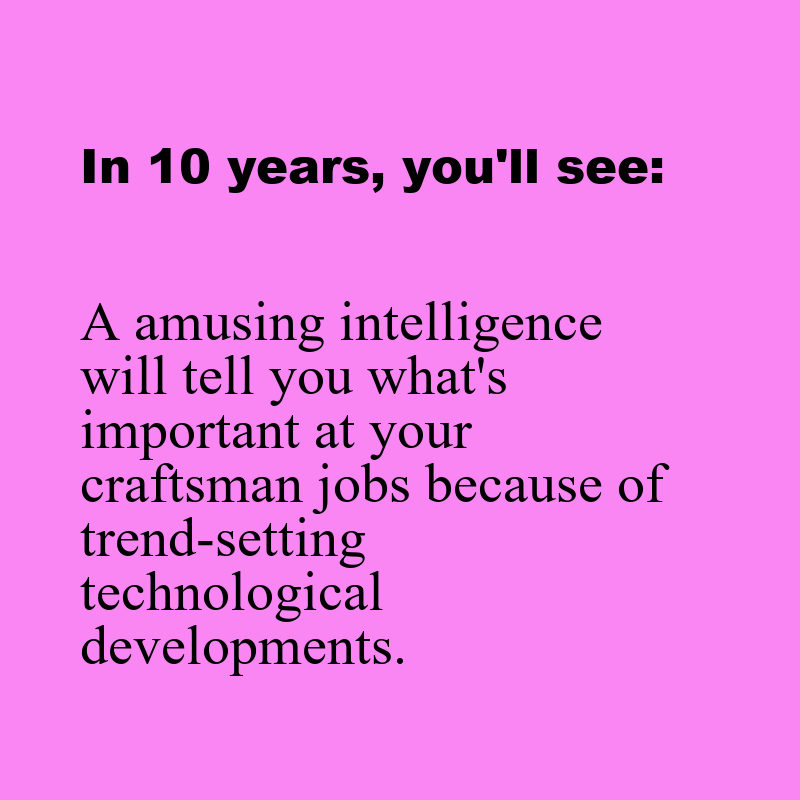 In 10 years, you'll see:
A amusing intelligence
will tell you what's
important at your
craftsman jobs because of
trend-setting
technological
developments.